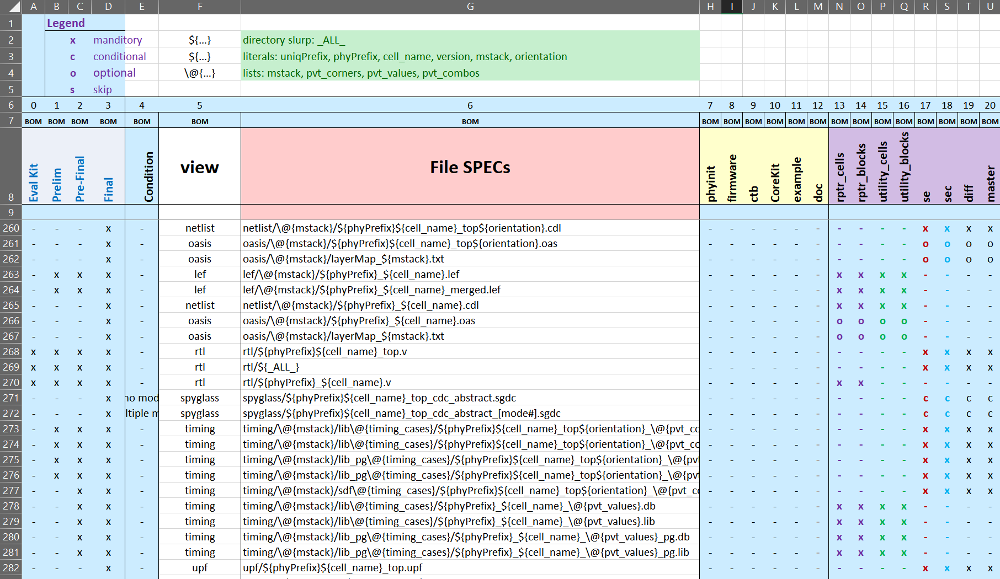 A B C D E F G H I J K L M N O P Q R S T U
1 Legend
2 x manditory ${...} directory slurp: _ALL_
3 c conditional ${...} literals: uniqPrefix, phyPrefix, cell_name, version, mstack, orientation
4 o optional \@{...} lists: mstack, pvt_corners, pvt_values, pvt_combos
5 s skip
6 0 1 2 3 4 5 6 7 8 9 10 11 12 13 14 15 16 17 18 19 20
7 BOM BOM BOM BOM BOM BOM BOM BOM BOM BOM BOM BOM BOM BOM BOM BOM BOM BOM BOM BOM BOM
8 Eval Kit Prelim Pre-Final Final Condition view File SPECs phyinit firmware ctb CoreKit example doc rptr_cells rptr_blocks utility_cells utility_blocks se sec diff master
9
260 - - - x - netlist netlist/\@{mstack}/${phyPrefix}${cell_name}_top${orientation}.cdl - - - - - - - - - - x x x x
261 - - - x - oasis oasis/\@{mstack}/${phyPrefix}${cell_name}_top${orientation}.oas - - - - - - - - - - o o o o
262 - - - x - oasis oasis/\@{mstack}/layerMap_${mstack}.txt - - - - - - - - - - o o o o
263 - x x x - lef lef/\@{mstack}/${phyPrefix}_${cell_name}.lef - - - - - - x x x x - - - -
264 - x x x - lef lef/\@{mstack}/${phyPrefix}_${cell_name}_merged.lef - - - - - - x x x x - - - -
265 - - - x - netlist netlist/\@{mstack}/${phyPrefix}_${cell_name}.cdl - - - - - - x x x x - - - -
266 - - - x - oasis oasis/\@{mstack}/${phyPrefix}_${cell_name}.oas - - - - - - o o o o - - - -
267 - - - x - oasis oasis/\@{mstack}/layerMap_${mstack}.txt - - - - - - o o o o - - - -
268 x x x x - rtl rtl/${phyPrefix}${cell_name}_top.v - - - - - - - - - - x x x x
269 x x x x - rtl rtl/${_ALL_} - - - - - - - - - - x x x x
270 x x x x - rtl rtl/${phyPrefix}_${cell_name}.v - - - - - - x x - - - - - -
271 - - - x no mod spyglass spyglass/${phyPrefix}${cell_name}_top_cdc_abstract.sgdc - - - - - - - - - - c c c c
272 - - - x ltiple m spyglass spyglass/${phyPrefix}${cell_name}_top_cdc_abstract_[mode#].sgdc - - - - - - - - - - c c c c
273 - x x x - timing timing/\@{mstack}/lib\@{timing_cases}/${phyPrefix}${cell_name}_top${orientation}_\@{pvt_co - - - - - - - - - - x x x x
274 - x x x - timing timing/\@{mstack}/lib\@{timing_cases}/${phyPrefix}${cell_name}_top${orientation}_\@{pvt_co - - - - - - - - - - x x x x
275 - x x x - timing timing/\@{mstack}/lib_pg\@{timing_cases}/${phyPrefix}${cell_name}_top${orientation}_\@{pvt - - - - - - - - - - x x x x
276 - x x x - timing timing/\@{mstack}/lib_pg\@{timing_cases}/${phyPrefix}${cell_name}_top${orientation}_\@{pvt - - - - - - - - - - x x x x
277 - - x x - timing timing/\@{mstack}/sdf\@{timing_cases}/${phyPrefix}${cell_name}_top${orientation}_\@{pvt_co - - - - - - - - - - x x x x
278 - - x x - timing timing/\@{mstack}/lib\@{timing_cases}/${phyPrefix}_${cell_name}_\@{pvt_values}.db - - - - - - x x x x - - - -
279 - - x x - timing timing/\@{mstack}/lib\@{timing_cases}/${phyPrefix}_${cell_name}_\@{pvt_values}.lib - - - - - - x x x x - - - -
280 - - x x - timing timing/\@{mstack}/lib_pg\@{timing_cases}/${phyPrefix}_${cell_name}_\@{pvt_values}_pg.db - - - - - - x x x x - - - -
281 - - x x - timing timing/\@{mstack}/lib_pg\@{timing_cases}/${phyPrefix}_${cell_name}_\@{pvt_values}_pg.lib - - - - - - x x x x - - - -
282 - - - x - upf upf/${phyPrefix}${cell_name}_top.upf - - - - - - - - - - x x x x